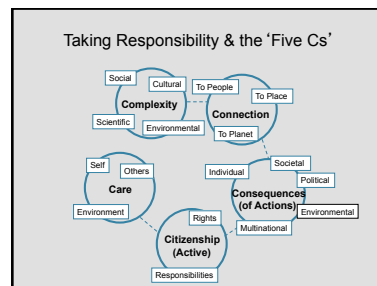 Taking Responsibility & the ‘Five Cs’
Social
Cultural
Complexity
Scientific
Environmental
To People
To Place
Connection
To Planet
Self
Others
Care
Environment
Individual
Societal
Political
Consequences
(of Actions)
Environmental
Multinational
Rights
Citizenship
(Active)
Responsibilities